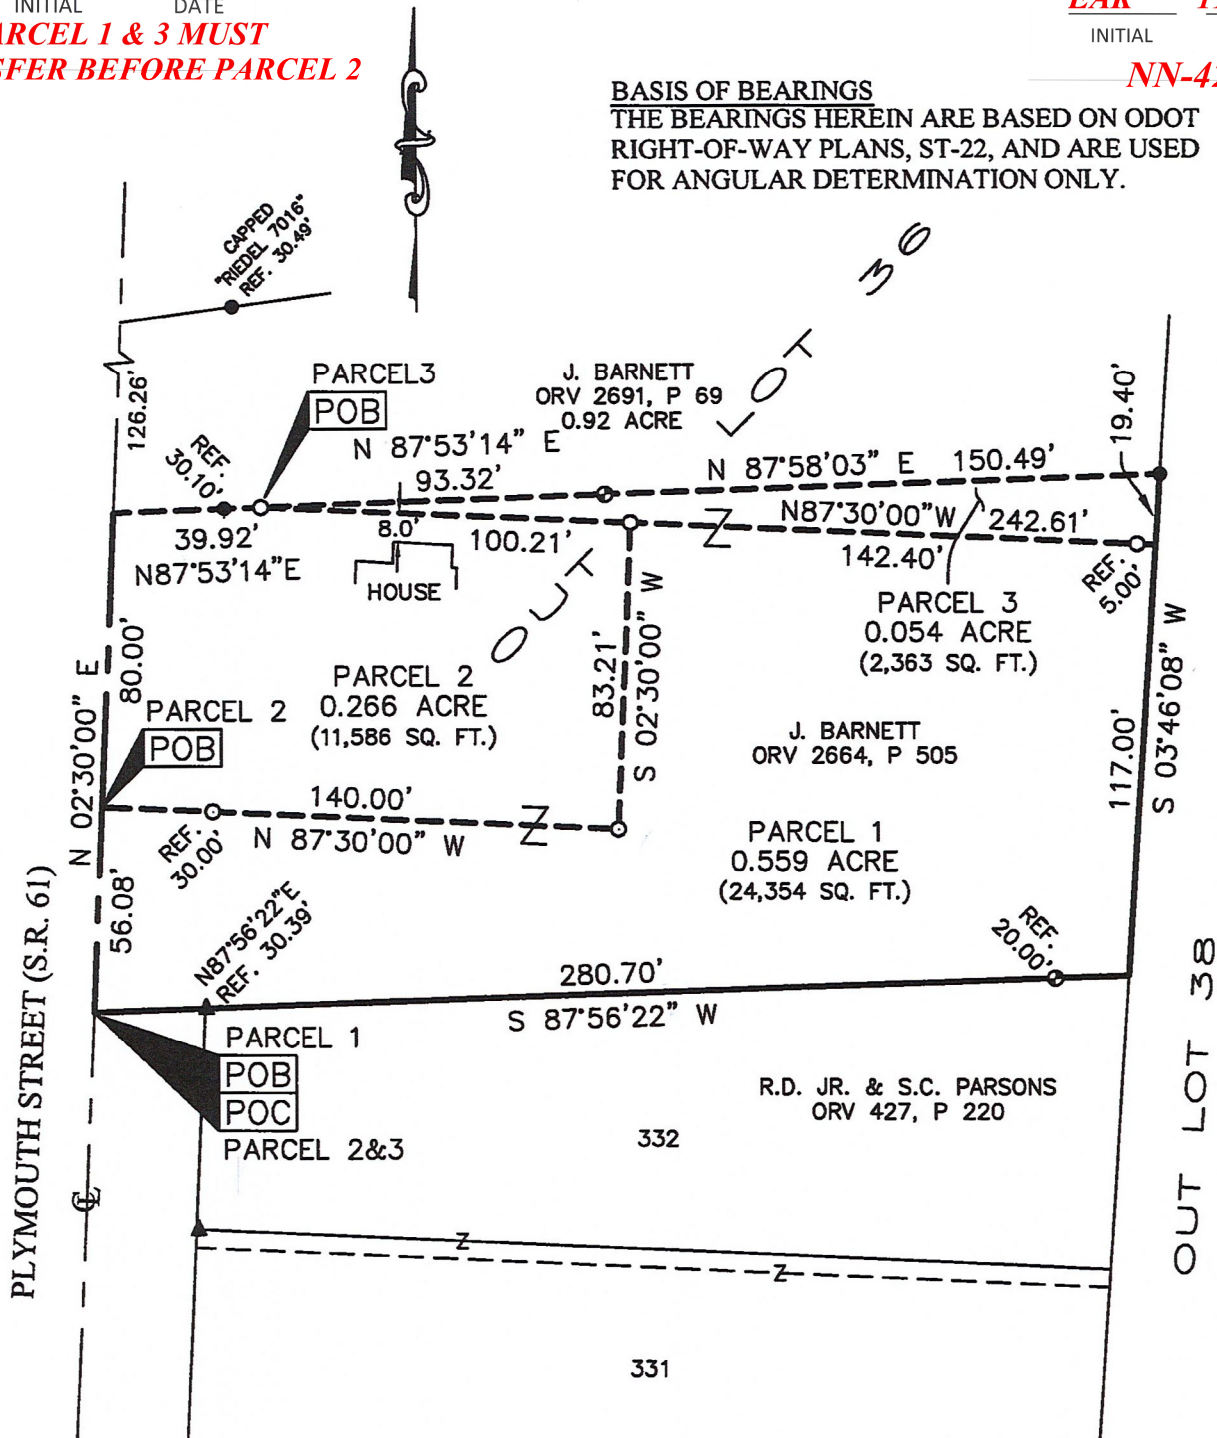 INITIAL DATE
PARCEL 1 & 3 MUST
BEFORE PARCEL 2
INITIAL
BASIS OF BEARINGS
THE BEARINGS HEREIN ARE BASED ON ODOT
RIGHT-OF-WAY PLANS, ST-22, AND ARE USED
FOR ANGULAR DETERMINATION ONLY.
CAPPED
"RIEDEL 7016"
REF. 30.49'
OUT LOT 36
126.26'
PARCEL3
POB
J. BARNETT
ORV 2691, P 69
0.92 ACRE
19.40'
N 87°53'14" E
93.32'
N 87°58'03" E 150.49'
REF.
30.10'
39.92'
N87°53'14"E
8.0'
HOUSE
100.21'
N87°30'00"W 242.61'
142.40'
REF.
5.00'
PARCEL 3
0.054 ACRE
(2,363 SQ. FT.)
N 02°30'00" E
80.00'
PARCEL 2
0.266 ACRE
(11,586 SQ. FT.)
83.21'
S 02°30'00" W
PARCEL 2
POB
J. BARNETT
ORV 2664, P 505
117.00'
S 03°46'08" W
140.00'
N 87°30'00" W
REF.
30.00'
PARCEL 1
0.559 ACRE
(24,354 SQ. FT.)
56.08'
N87°56'22"E
REF. 30.39'
REF.
20.00'
280.70'
S 87°56'22" W
PARCEL 1
POB
POC
PARCEL 2&3
R.D. JR. & S.C. PARSONS
ORV 427, P 220
332
PLYMOUTH STREET (S.R. 61)
OUT LOT 38
Z
Z
Z
Z
331